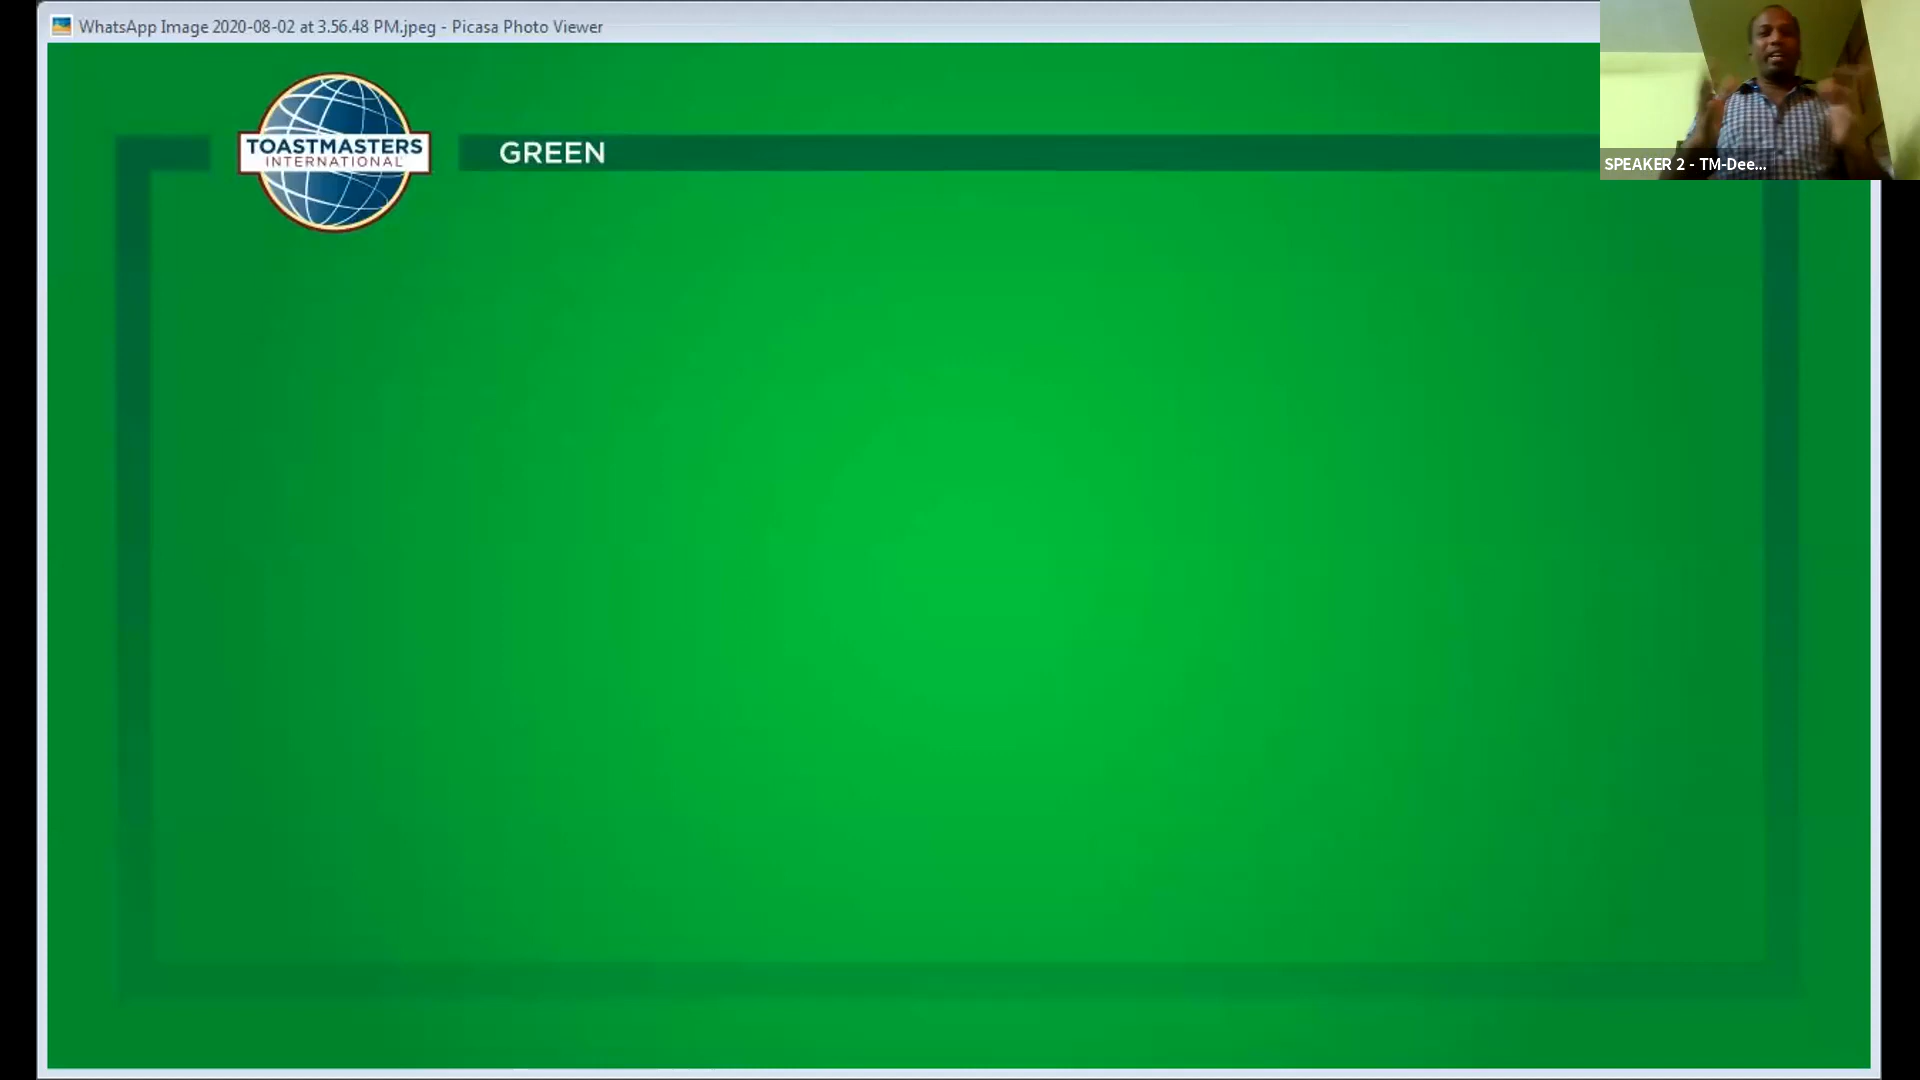 WhatsApp Image 2020-08-02 at 3.56.48 PM.jpeg - Picasa Photo Viewer
TOASTMASTERS
INTERNATIONAL
GREEN
SPEAKER 2 - TM-Dee...